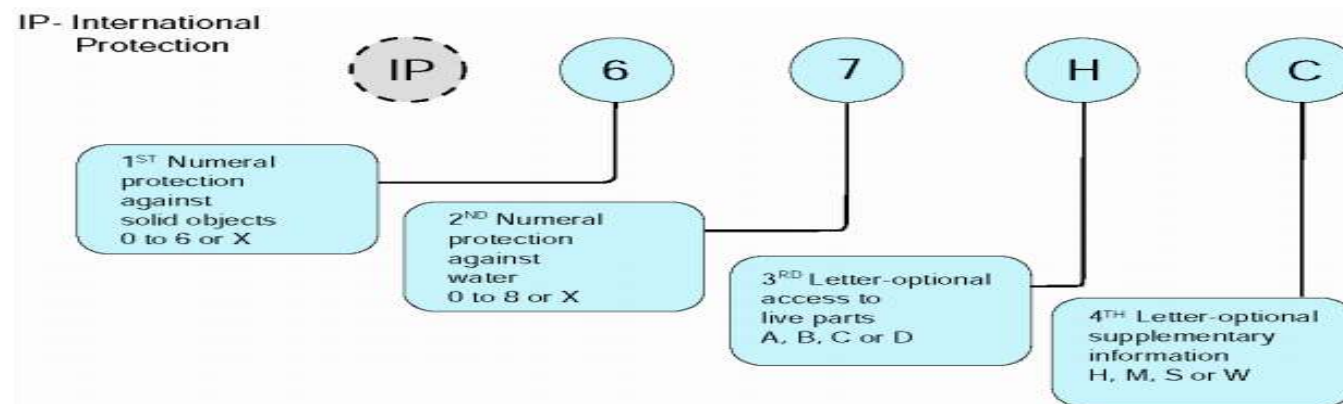 IP- International
Protection
IP 6 7 H C
1ST Numeral
protection
against
solid objects
0 to 6 or X
2ND Numeral
protection
against
water
0 to 8 or X
3RD Letter-optional
access to
live parts
A, B, C or D
4TH Letter-optional
supplementary
information
H, M, S or W